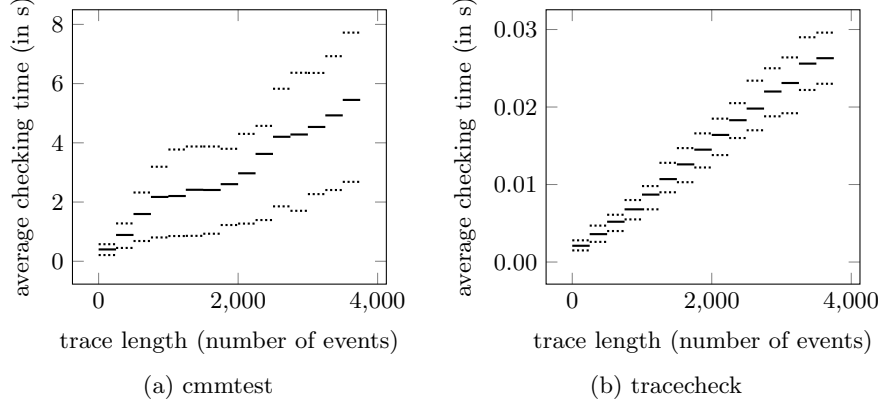 average checking time (in s)
8
6
4
2
0
0
2,000
4,000
trace length (number of events)
(a) cmmtest
average checking time (in s)
0.03
0.02
0.01
0.00
0
2,000
4,000
trace length (number of events)
(b) tracecheck